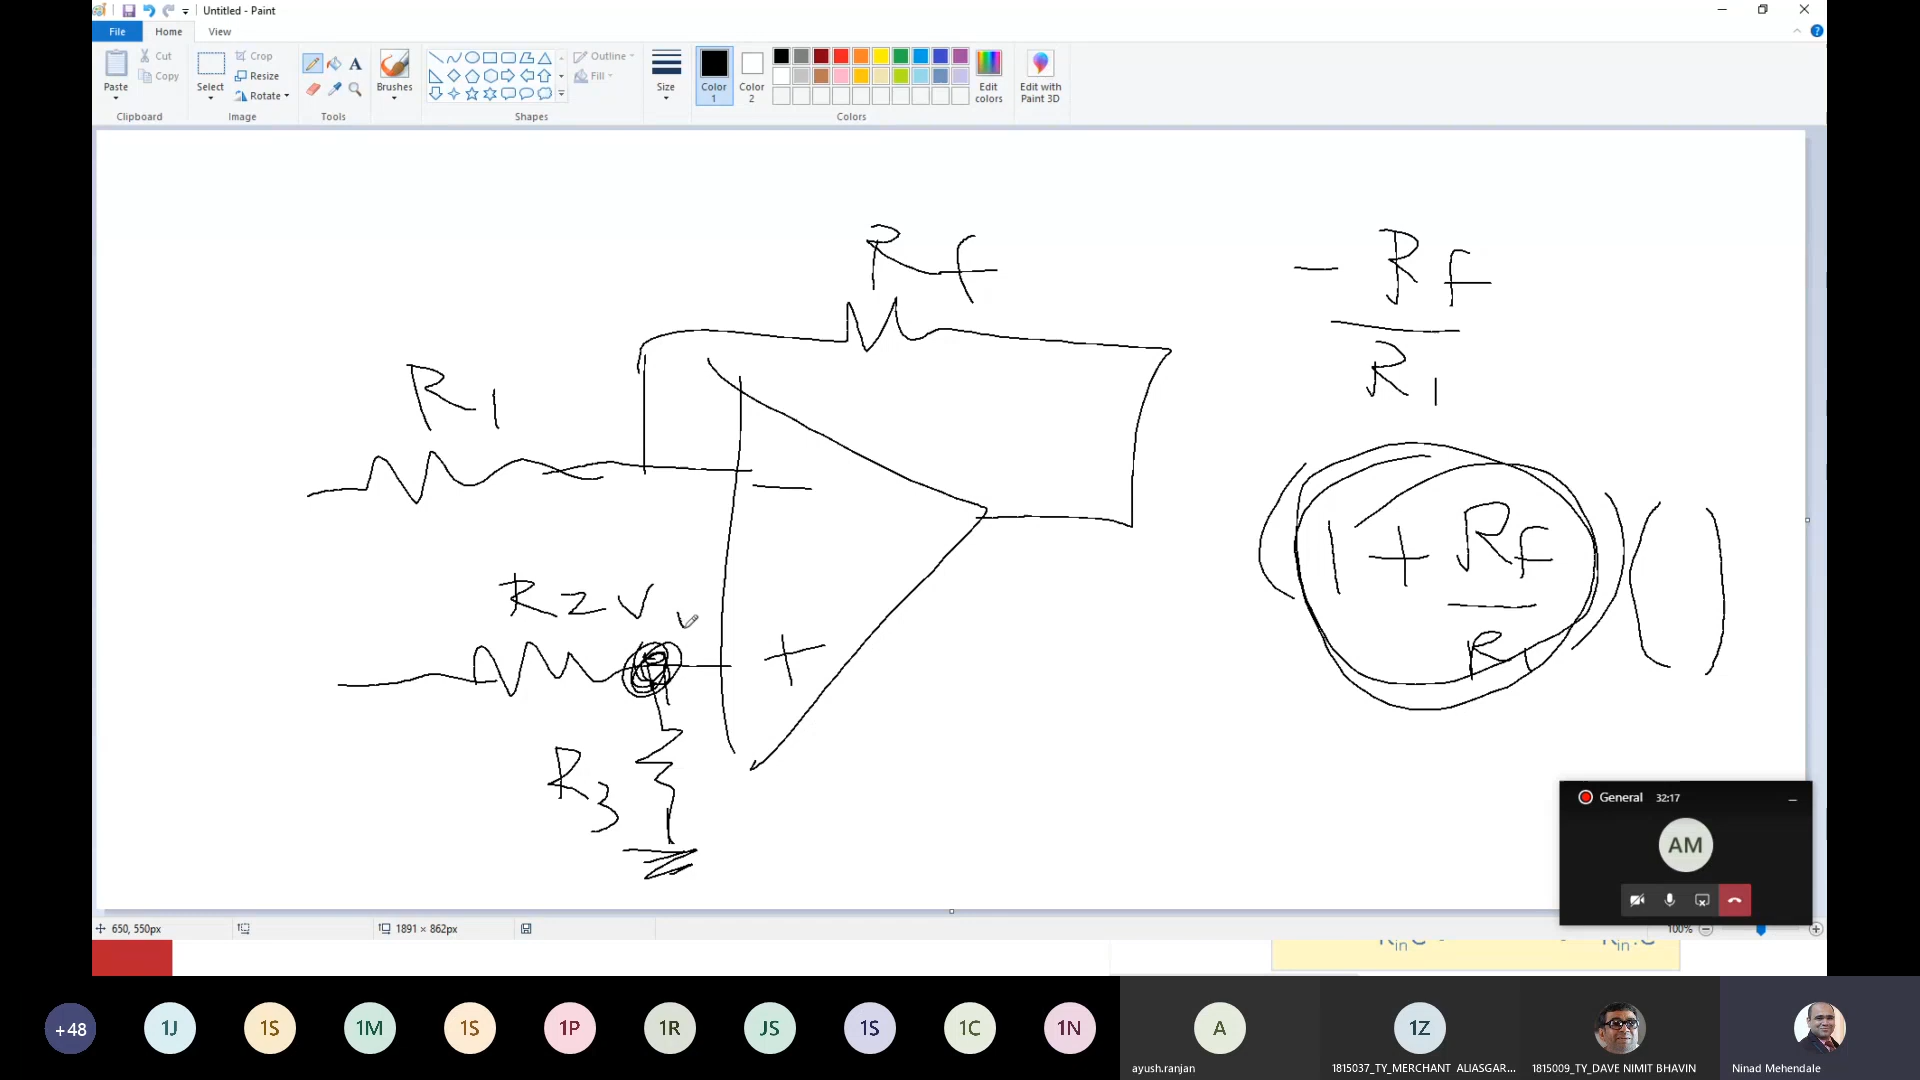 Untitled - Paint
File Home View
Paste
Cut
Copy
Clipboard
Select
Crop
Resize
Rotate
Image
Tools
Brushes
Shapes
Outline
Fill
Size
Color 1
Color 2
Edit colors
Colors
Edit with Paint 3D
Rf
R1
- Rf
R1
−
1 + Rf
R1
( )
R2 V
+
R3
General 32:17
AM
650, 550px
1891 × 862px
100%
+48
1J
1S
1M
1S
1P
1R
JS
1S
1C
1N
A
ayush.ranjan
1Z
1815037_TY_MERCHANT ALIASGAR...
1815009_TY_DAVE NIMIT BHAVIN
Ninad Mehendale